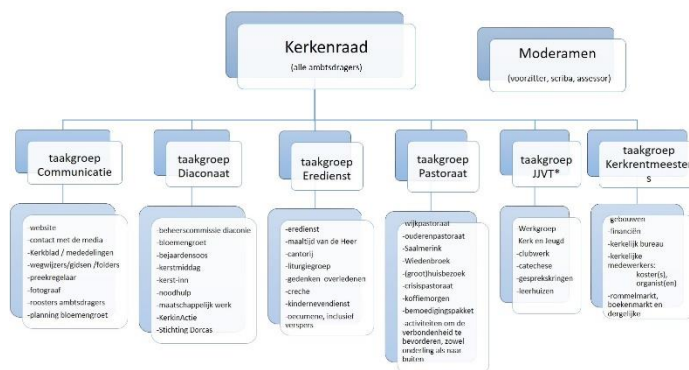 Kerkenraad
(alle ambtsdragers)
Moderamen
(voorzitter, scriba, assessor)
taakgroep
Communicatie
-website
-contact met de media
-Kerkblad / mededelingen
-wegwijzers/gidsen /folders
-preekregelaar
-fotograaf
-roosters ambtsdragers
-planning bloemengroet
taakgroep
Diaconaat
-beheerscommissie diaconie
-bloemengroet
-bejaardensoos
-kerstmiddag
-kerst-inn
-noodhulp
-maatschappelijk werk
-KerkinActie
-Stichting Dorcas
taakgroep
Eredienst
-eredienst
-maaltijd van de Heer
-cantorij
-liturgiegroep
-gedenken overledenen
-creche
-kindernevendienst
-oecumene, inclusief
vespers
taakgroep
Pastoraat
-wijkpastoraat
-ouderenpastoraat
-Saalmerink
-Wiedenbroek
-(groot)huisbezoek
-crisispastoraat
-koffiemorgen
-bemoedigingspakket
-activiteiten om de
verbondenheid te
bevorderen, zowel
onderling als naar
buiten
taakgroep
JJVT*
Werkgroep
Kerk en Jeugd
-clubwerk
-catechese
-gesprekskringen
-leerhuizen
taakgroep
Kerkrentmeester
s
-gebouwen
-financiën
-kerkelijk bureau
-kerkelijke
medewerkers:
koster(s),
organist(en)
-rommelmarkt,
boekenmarkt en
dergelijke